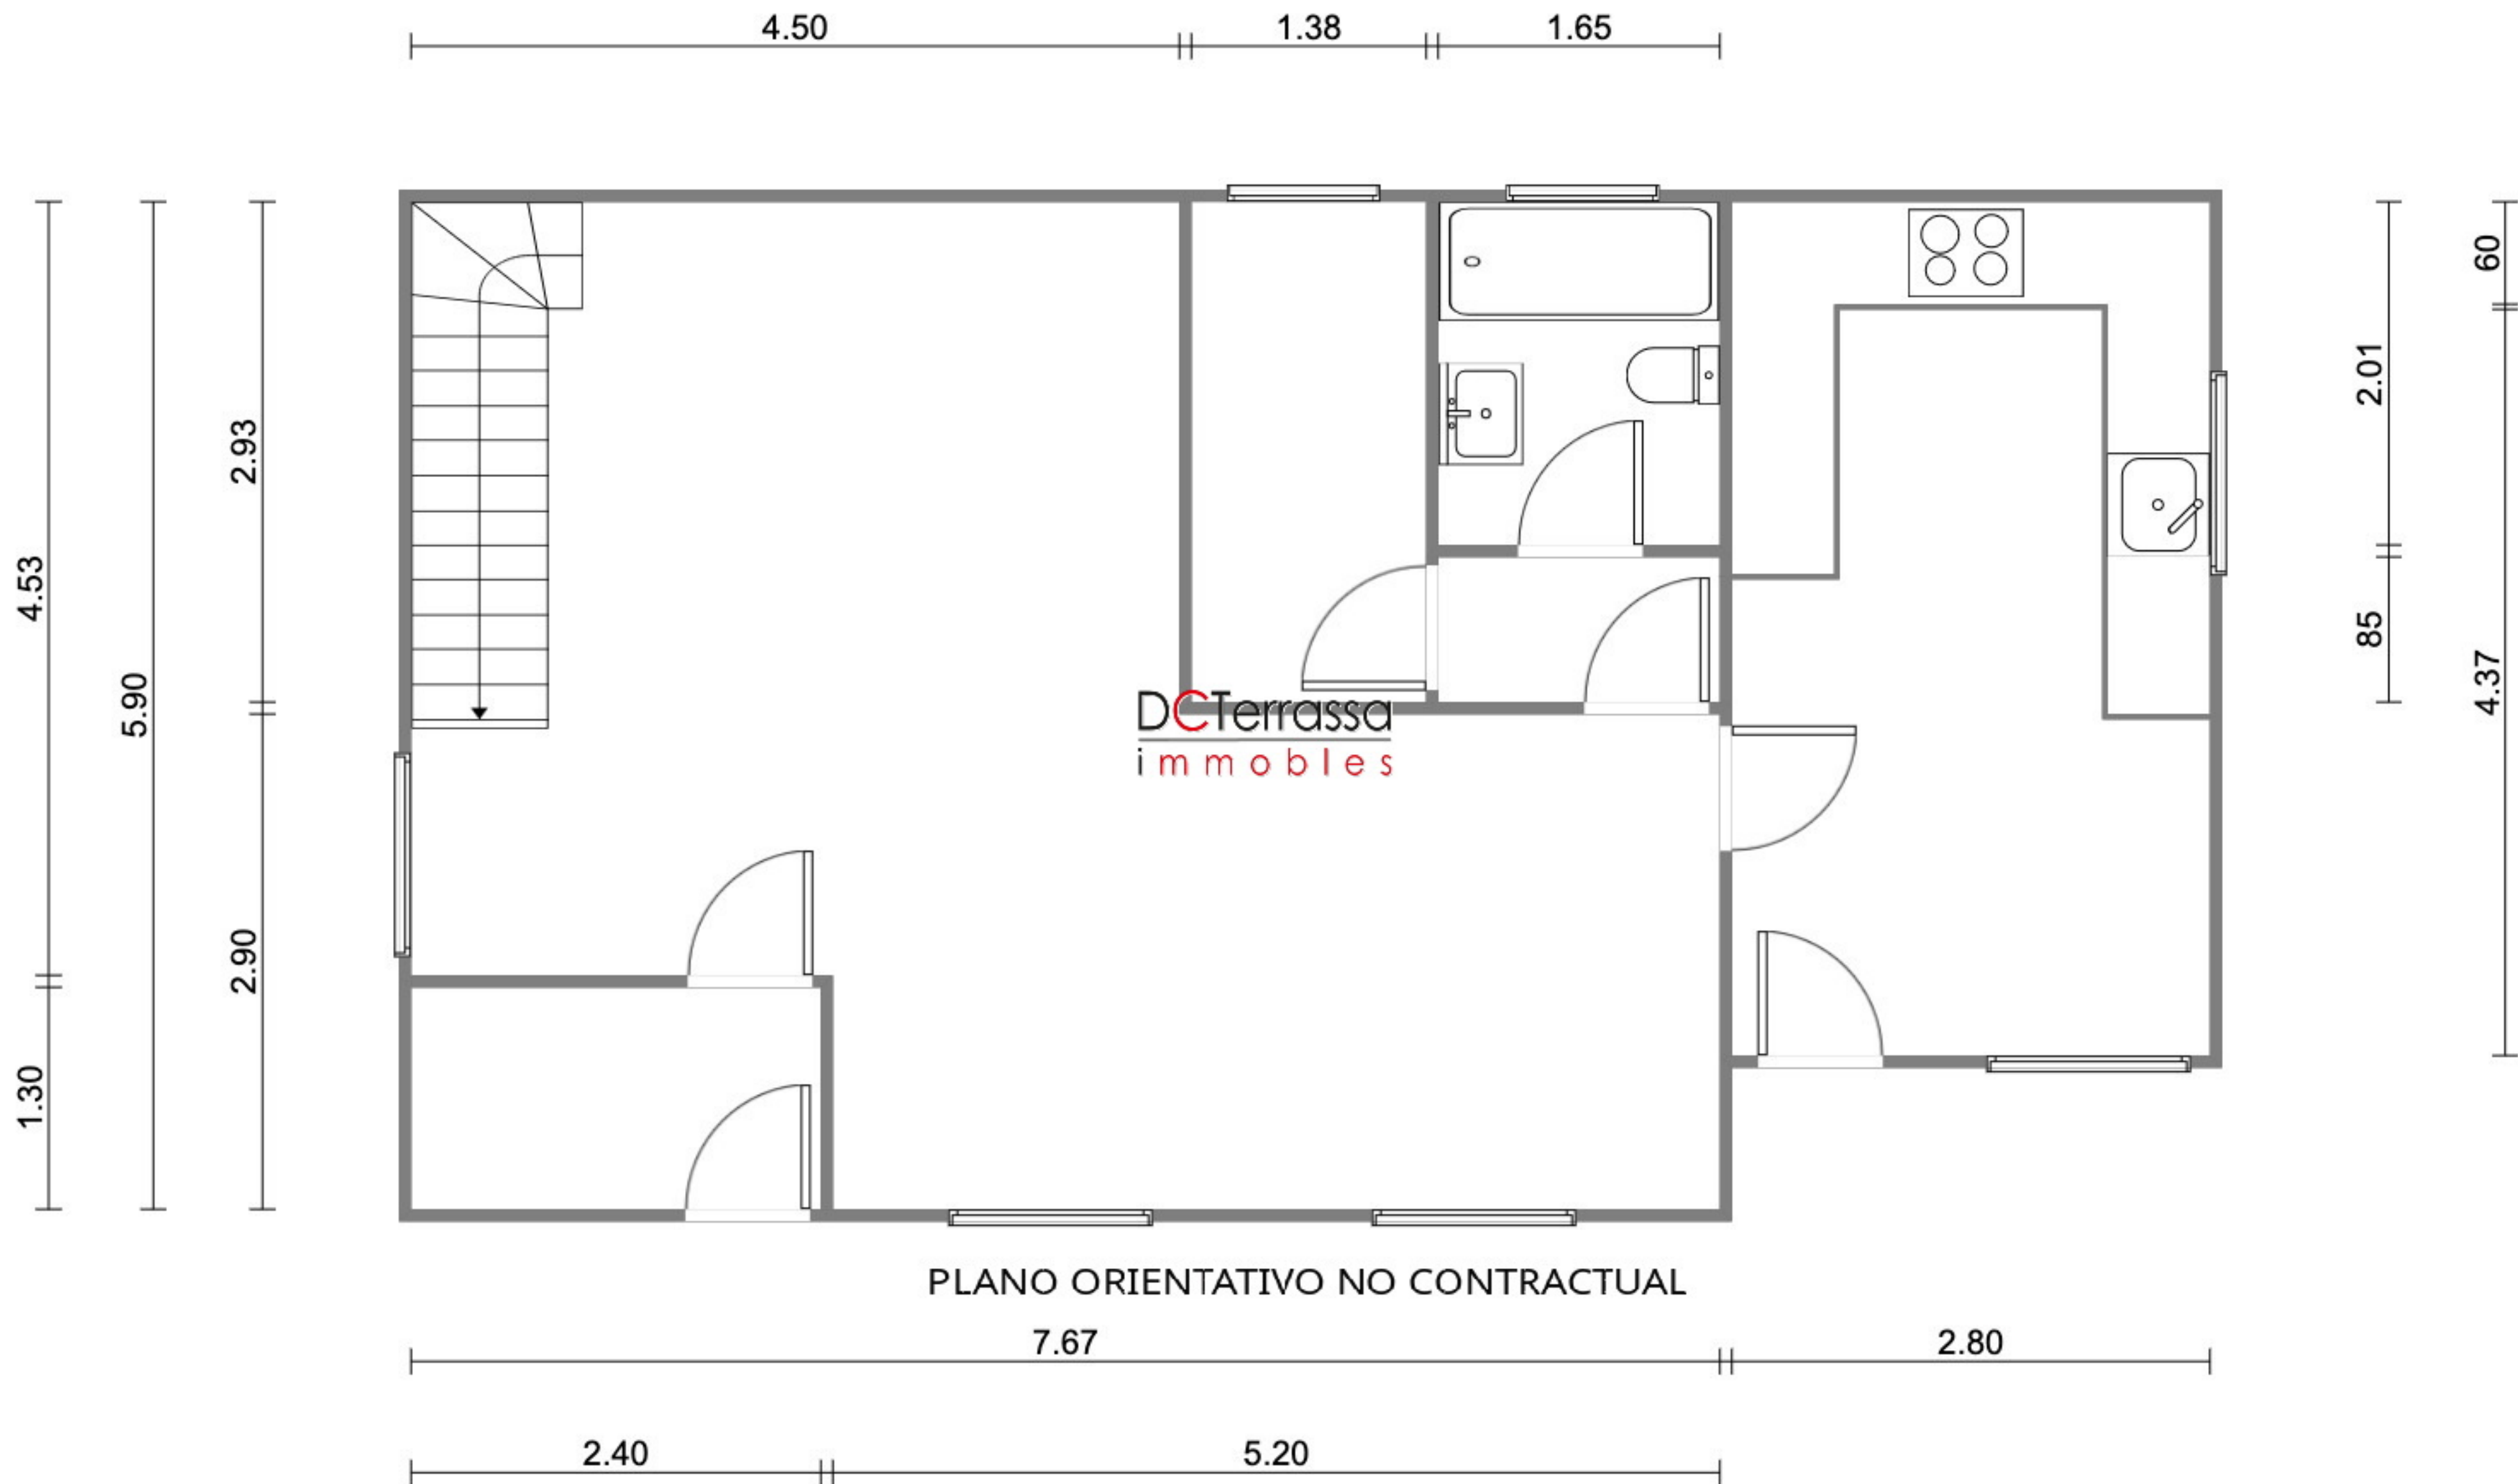 4.50 1.38 1.65
60
2.01
2.93
4.53
85
4.37
5.90
DCTerrassa
immobles
2.90
1.30
PLANO ORIENTATIVO NO CONTRACTUAL
7.67 2.80
2.40 5.20